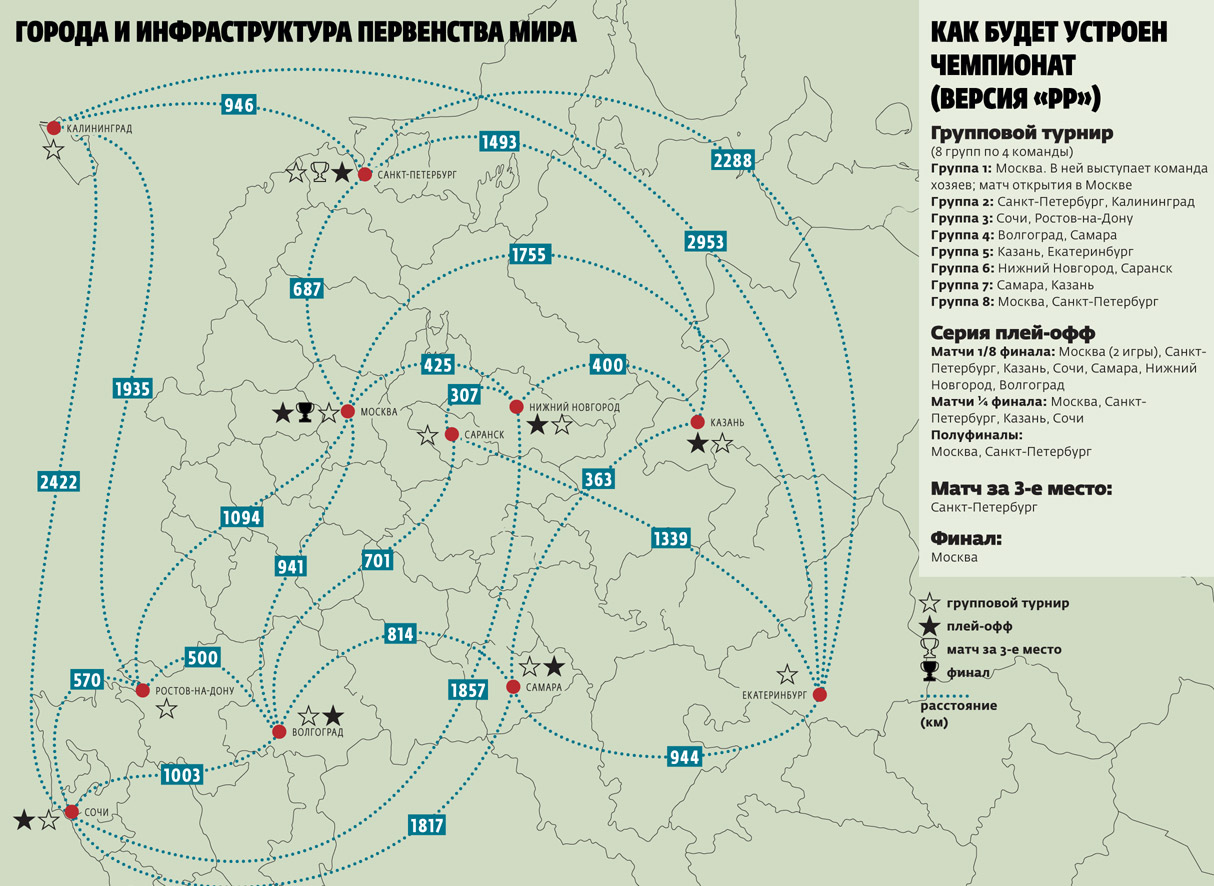 ГОРОДА И ИНФРАСТРУКТУРА ПЕРВЕНСТВА МИРА
946
КАЛИНИНГРАД
1493
2288
САНКТ-ПЕТЕРБУРГ
2953
1755
687
425
400
1935
307
МОСКВА
НИЖНИЙ НОВГОРОД
САРАНСК
КАЗАНЬ
2422
363
1094
1339
941
701
814
500
570
РОСТОВ-НА-ДОНУ
1857
САМАРА
ЕКАТЕРИНБУРГ
ВОЛГОГРАД
944
1003
СОЧИ
1817
КАК БУДЕТ УСТРОЕН
ЧЕМПИОНАТ
(ВЕРСИЯ «РР»)
Групповой турнир
(8 групп по 4 команды)
Группа 1: Москва. В ней выступает команда
хозяев; матч открытия в Москве
Группа 2: Санкт-Петербург, Калининград
Группа 3: Сочи, Ростов-на-Дону
Группа 4: Волгоград, Самара
Группа 5: Казань, Екатеринбург
Группа 6: Нижний Новгород, Саранск
Группа 7: Самара, Казань
Группа 8: Москва, Санкт-Петербург
Серия плей-офф
Матчи 1/8 финала: Москва (2 игры), Санкт-
Петербург, Казань, Сочи, Самара, Нижний
Новгород, Волгоград
Матчи ¼ финала: Москва, Санкт-
Петербург, Казань, Сочи
Полуфиналы:
Москва, Санкт-Петербург
Матч за 3-е место:
Санкт-Петербург
Финал:
Москва
групповой турнир
плей-офф
матч за 3-е место
финал
расстояние
(км)